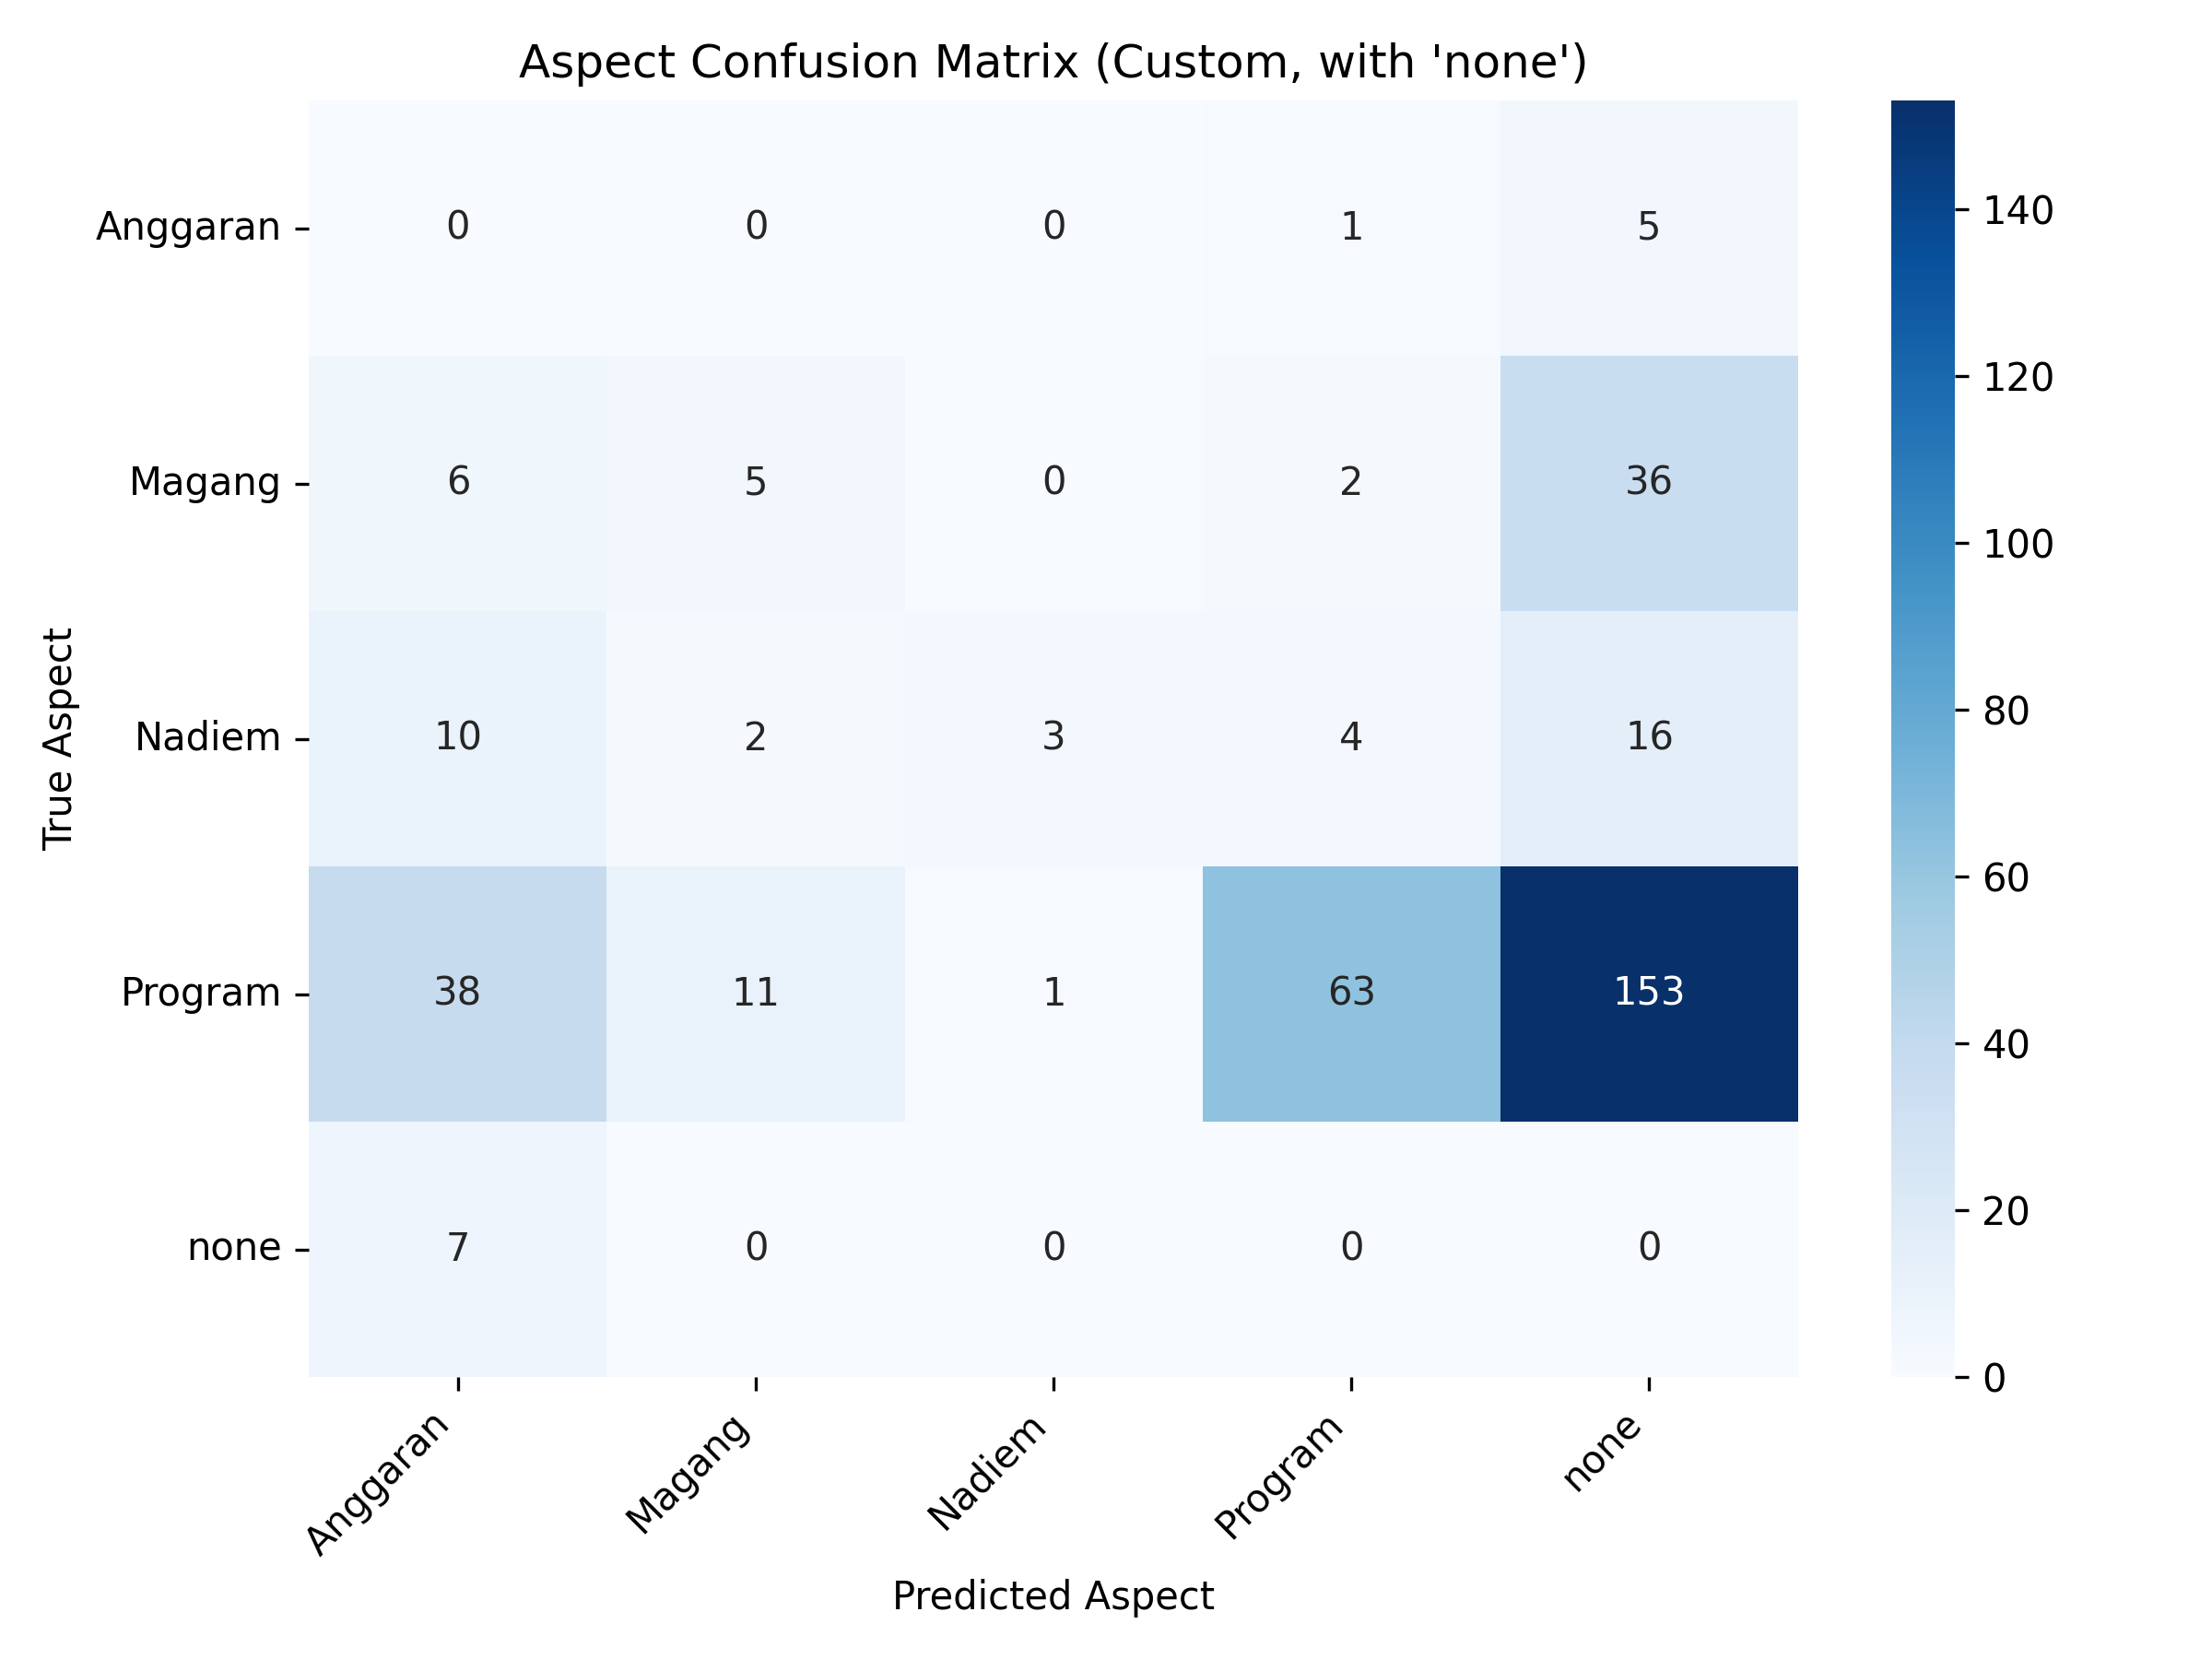 Aspect Confusion Matrix (Custom, with 'none')
True Aspect
Anggaran 0 0 0 1 5
Magang 6 5 0 2 36
Nadiem 10 2 3 4 16
Program 38 11 1 63 153
none 7 0 0 0 0
Anggaran Magang Nadiem Program none
Predicted Aspect
140
120
100
80
60
40
20
0